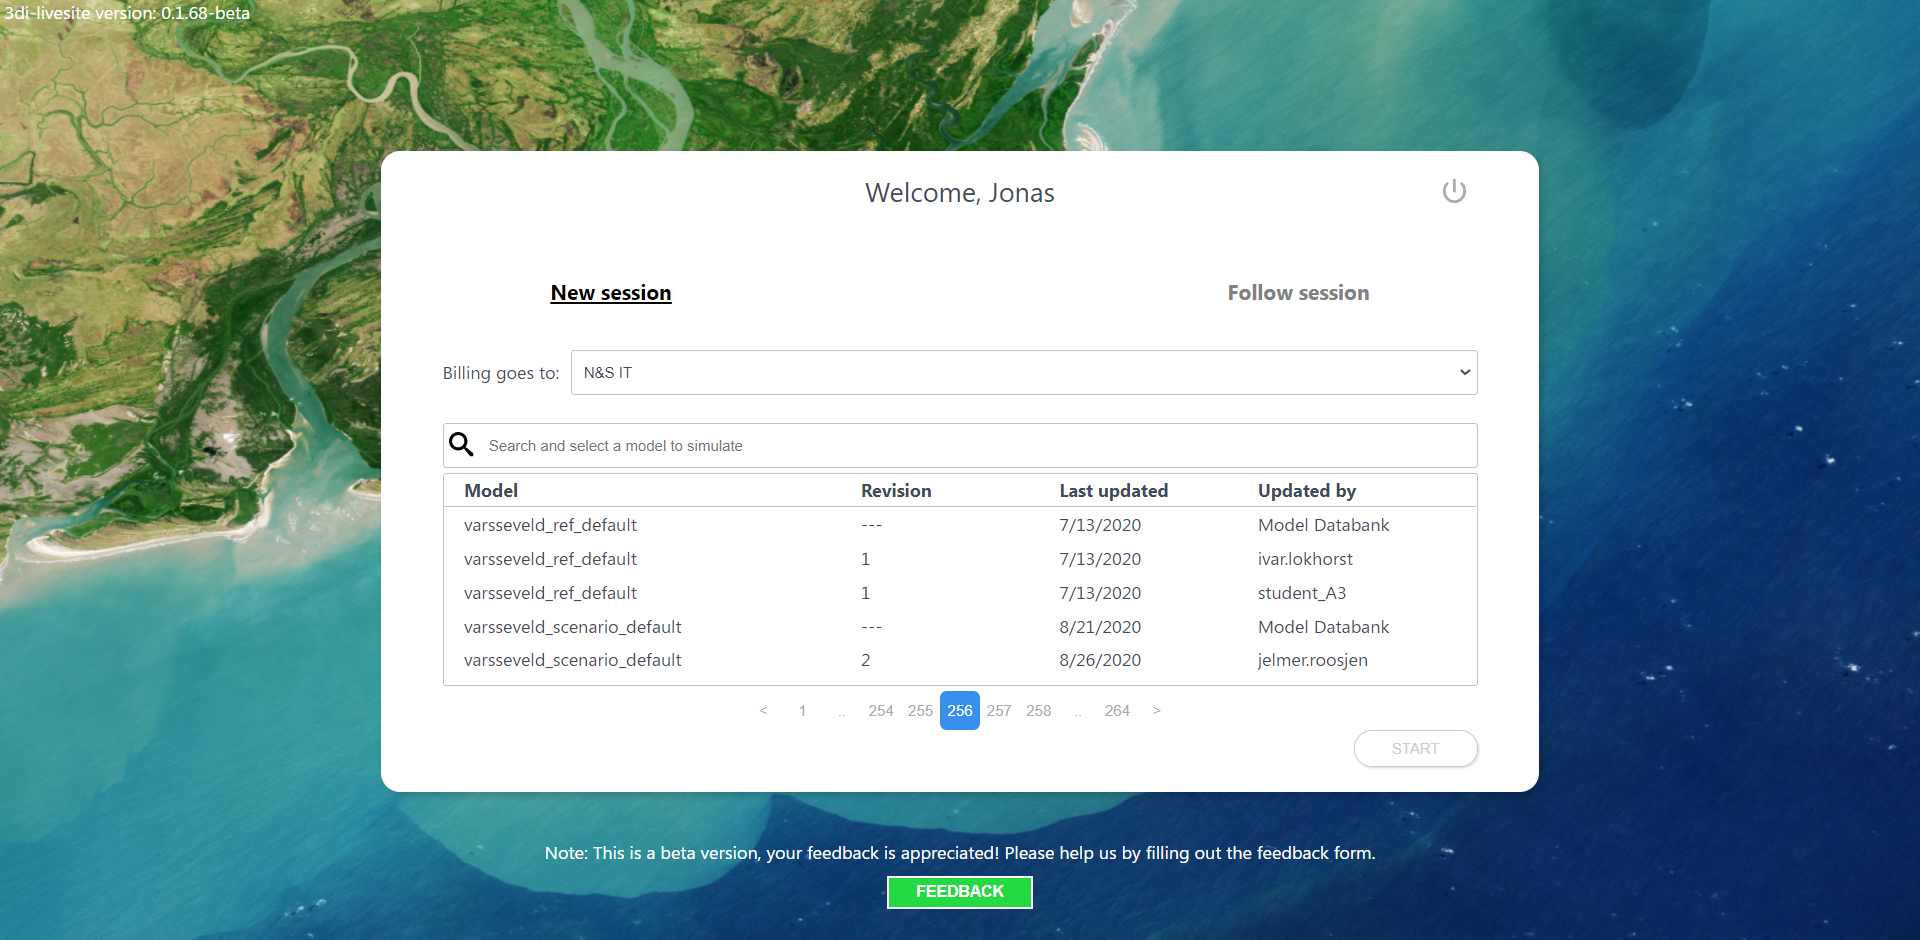 3di-livesite version: 0.1.68-beta
Welcome, Jonas
New session Follow session
Billing goes to: N&S IT
Search and select a model to simulate
Model Revision Last updated Updated by
varsseveld_ref_default --- 7/13/2020 Model Databank
varsseveld_ref_default 1 7/13/2020 ivar.lokhorst
varsseveld_ref_default 1 7/13/2020 student_A3
varsseveld_scenario_default --- 8/21/2020 Model Databank
varsseveld_scenario_default 2 8/26/2020 jelmer.roosjen
< 1 .. 254 255 256 257 258 .. 264 >
START
Note: This is a beta version, your feedback is appreciated! Please help us by filling out the feedback form.
FEEDBACK